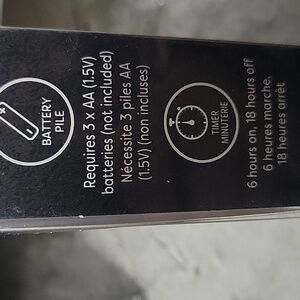 BATTERY
PILE
Requires 3 x AA (1.5V)
batteries (not included)
Nécessite 3 piles AA
(1.5V) (non incluses)
TIMER
MINUTERIE
6 hours on, 18 hours off
6 heures marche,
18 heures arrêt